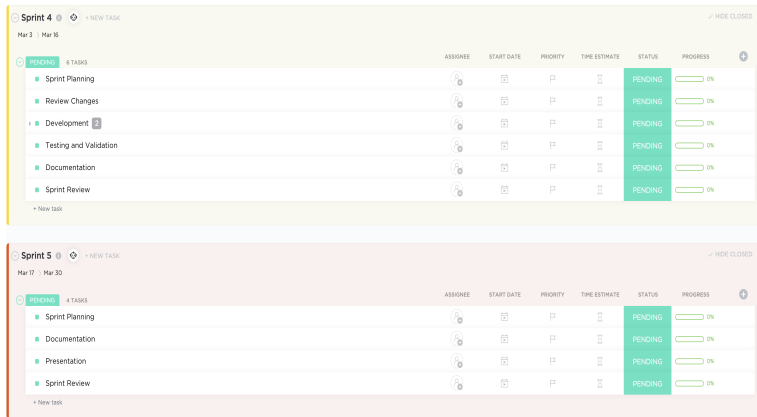 Sprint 4 + NEW TASK HIDE CLOSED
Mar 3 Mar 16
PENDING 6 TASKS ASSIGNEE START DATE PRIORITY TIME ESTIMATE STATUS PROGRESS
Sprint Planning PENDING 0%
Review Changes PENDING 0%
Development 2 PENDING 0%
Testing and Validation PENDING 0%
Documentation PENDING 0%
Sprint Review PENDING 0%
+ New task
Sprint 5 + NEW TASK HIDE CLOSED
Mar 17 Mar 30
PENDING 4 TASKS ASSIGNEE START DATE PRIORITY TIME ESTIMATE STATUS PROGRESS
Sprint Planning PENDING 0%
Documentation PENDING 0%
Presentation PENDING 0%
Sprint Review PENDING 0%
+ New task